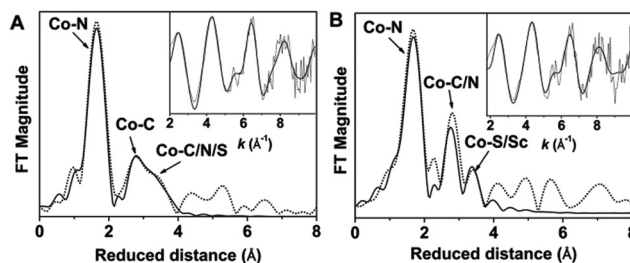 A
Co-N
Co-C
Co-C/N/S
FT Magnitude
2 4 6 8
k (Å⁻¹)
0 2 4 6 8
Reduced distance (Å)
B
Co-N
Co-C/N
Co-S/Sc
FT Magnitude
2 4 6 8 10
k (Å⁻¹)
0 2 4 6 8
Reduced distance (Å)